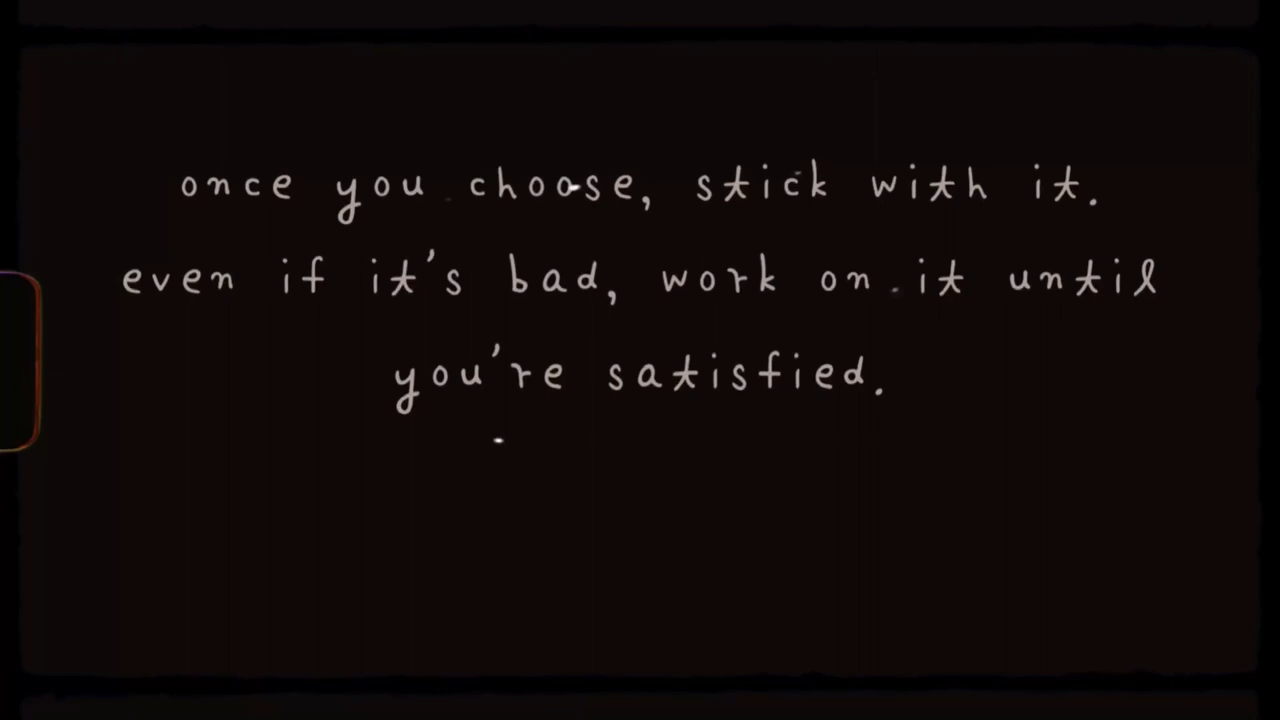 once you choose, stick with it.
even if it's bad, work on it until
you're satisfied.